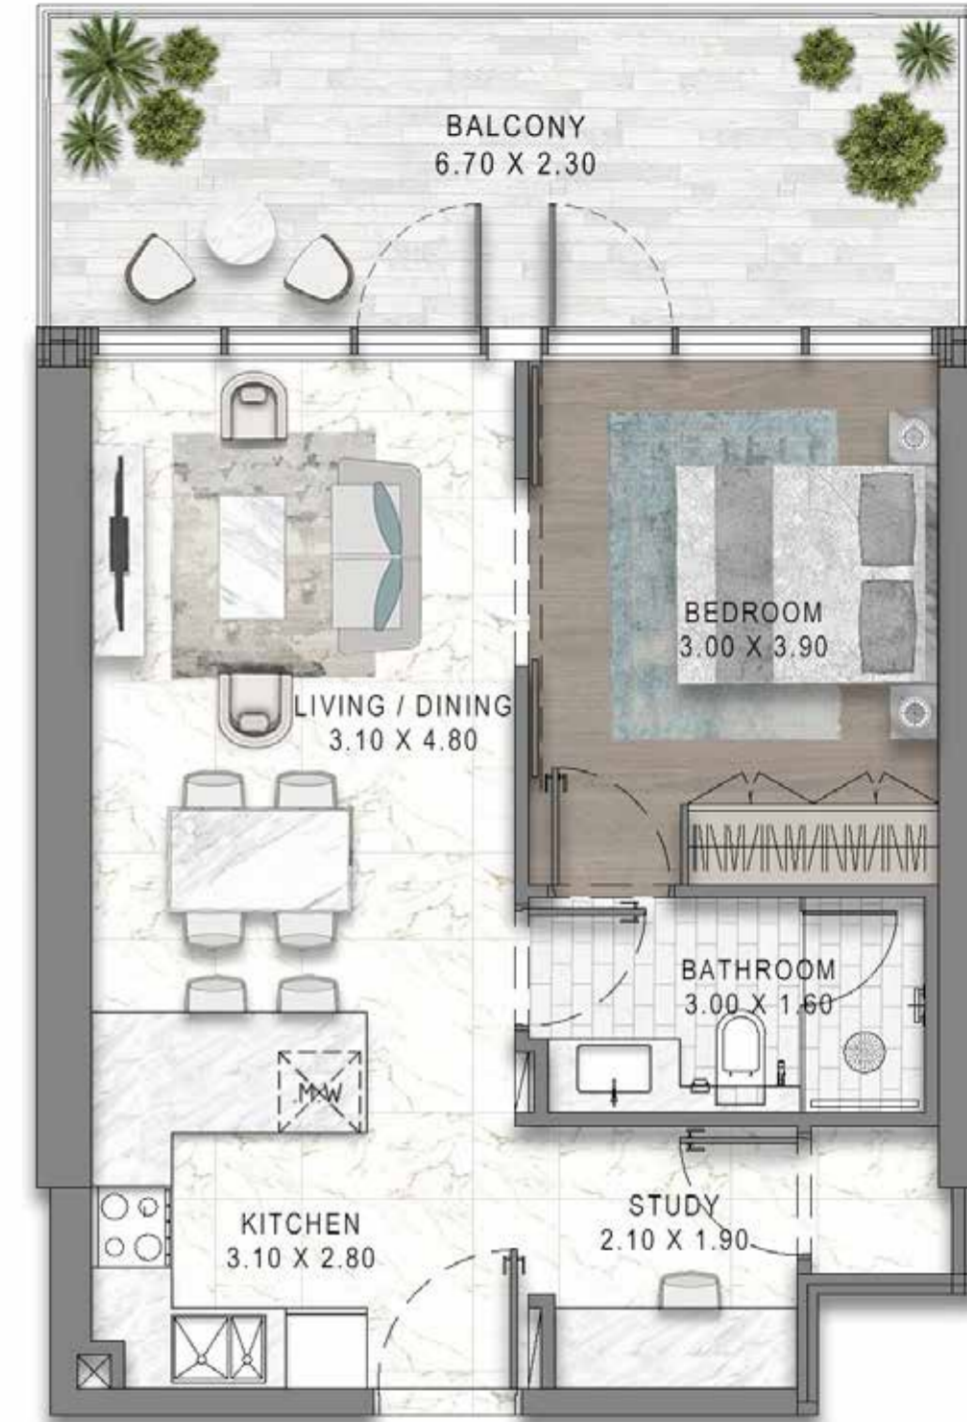 BALCONY
6.70 X 2.30
BEDROOM
3.00 X 3.90
LIVING / DINING
3.10 X 4.80
BATHROOM
3.00 X 1.60
M.W
KITCHEN
3.10 X 2.80
STUDY
2.10 X 1.90